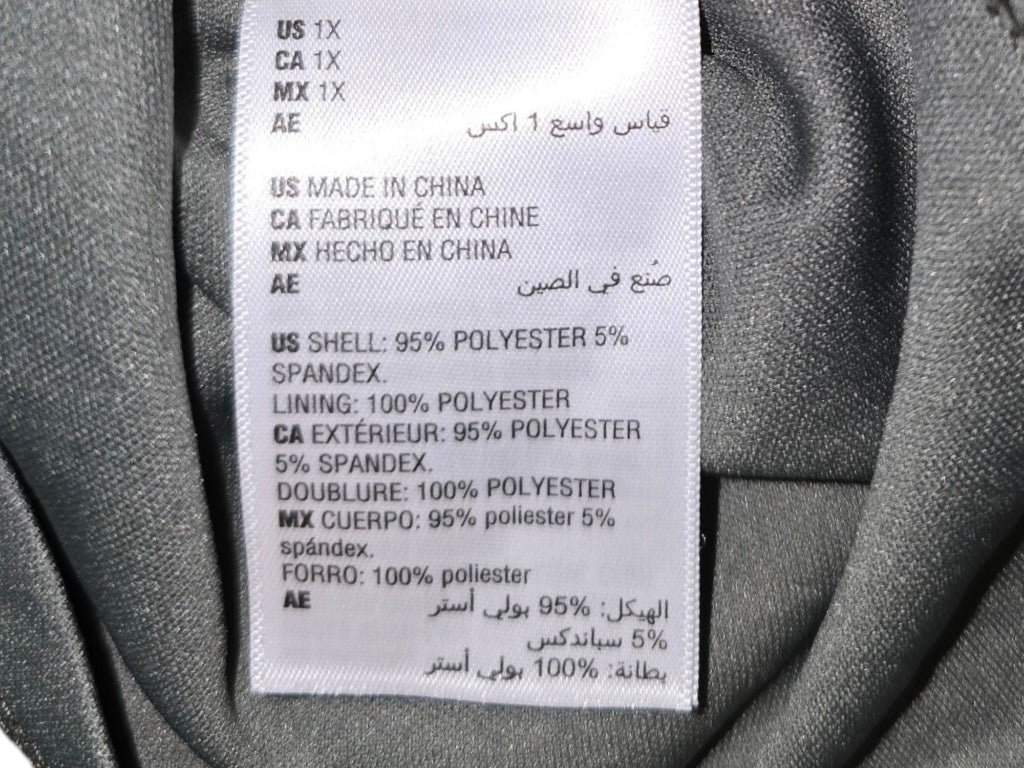 US 1X
CA 1X
MX 1X
AE قياس واسع 1 اكس
US MADE IN CHINA
CA FABRIQUÉ EN CHINE
MX HECHO EN CHINA
AE صُنع في الصين
US SHELL: 95% POLYESTER 5%
SPANDEX.
LINING: 100% POLYESTER
CA EXTÉRIEUR: 95% POLYESTER
5% SPANDEX.
DOUBLURE: 100% POLYESTER
MX CUERPO: 95% poliester 5%
spándex.
FORRO: 100% poliester
AE الهيكل: 95% بولي أستر
5% سباندكس
بطانة: 100% بولي أستر